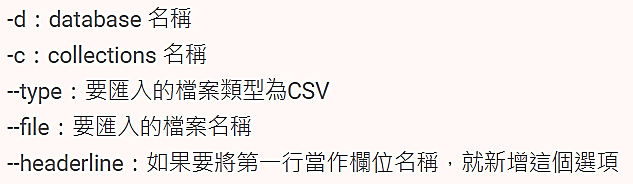 -d：database 名稱
-c：collections 名稱
--type：要匯入的檔案類型為CSV
--file：要匯入的檔案名稱
--headerline：如果要將第一行當作欄位名稱，就新增這個選項